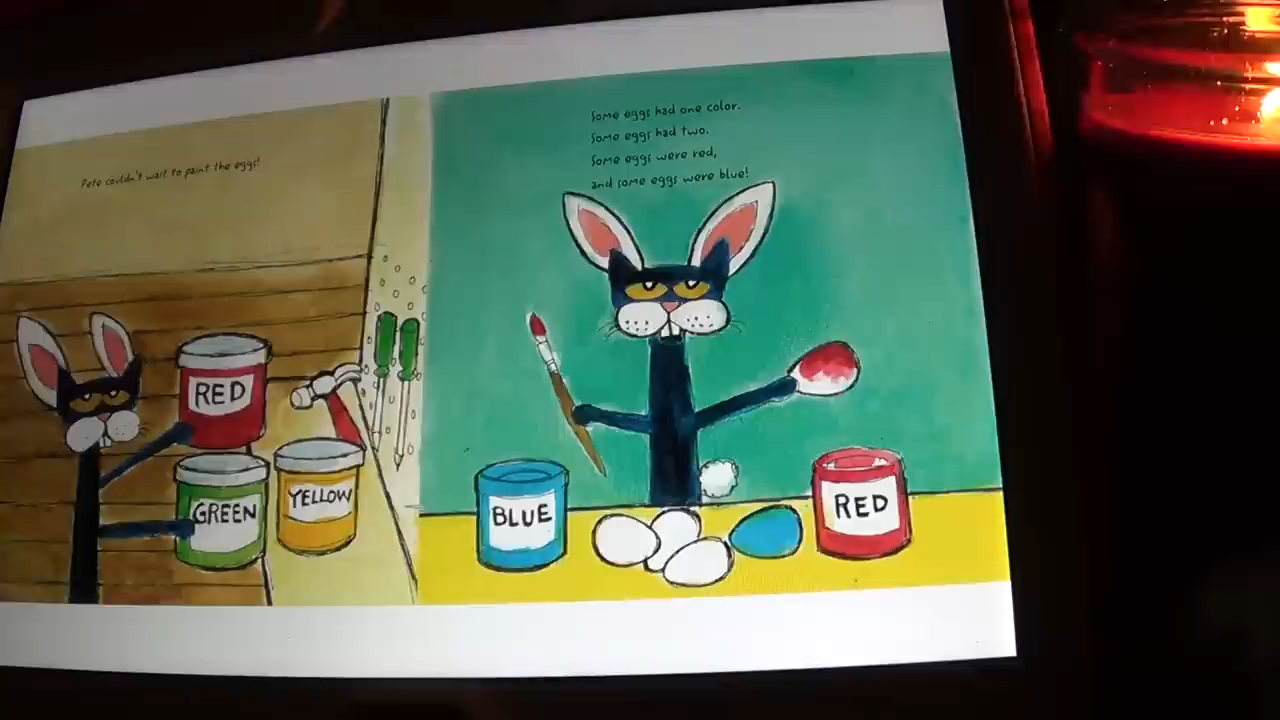 Pete couldn't wait to paint the eggs!
RED
GREEN
YELLOW
Some eggs had one color.
Some eggs had two.
Some eggs were red,
and some eggs were blue!
BLUE
RED